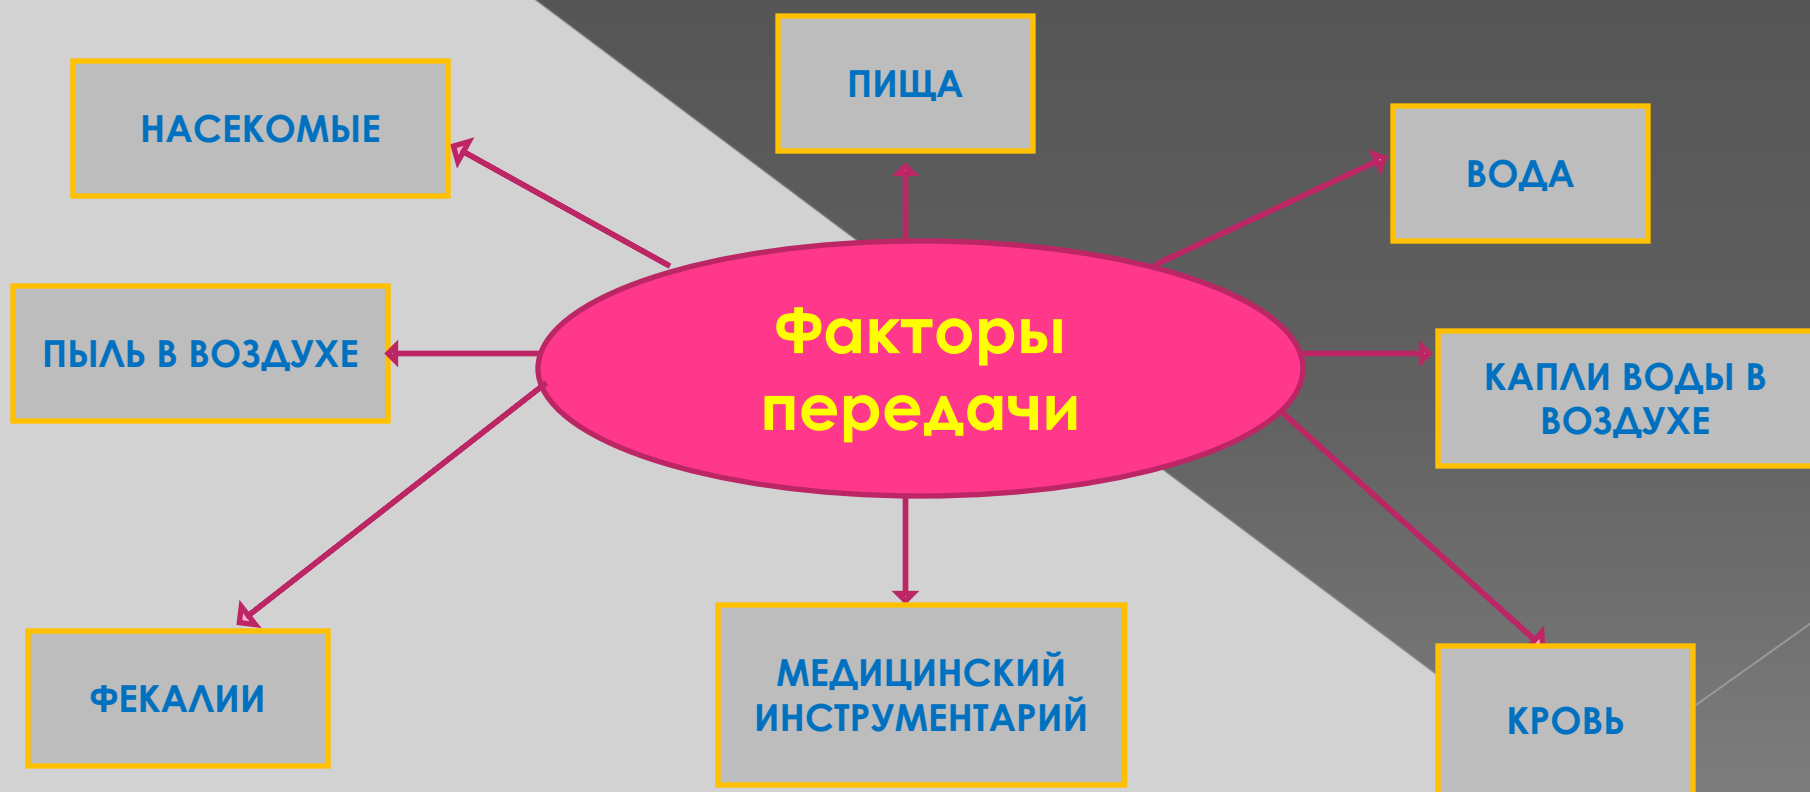 ПИЩА
НАСЕКОМЫЕ
ВОДА
Факторы
передачи
ПЫЛЬ В ВОЗДУХЕ
КАПЛИ ВОДЫ В
ВОЗДУХЕ
ФЕКАЛИИ
МЕДИЦИНСКИЙ
ИНСТРУМЕНТАРИЙ
КРОВЬ